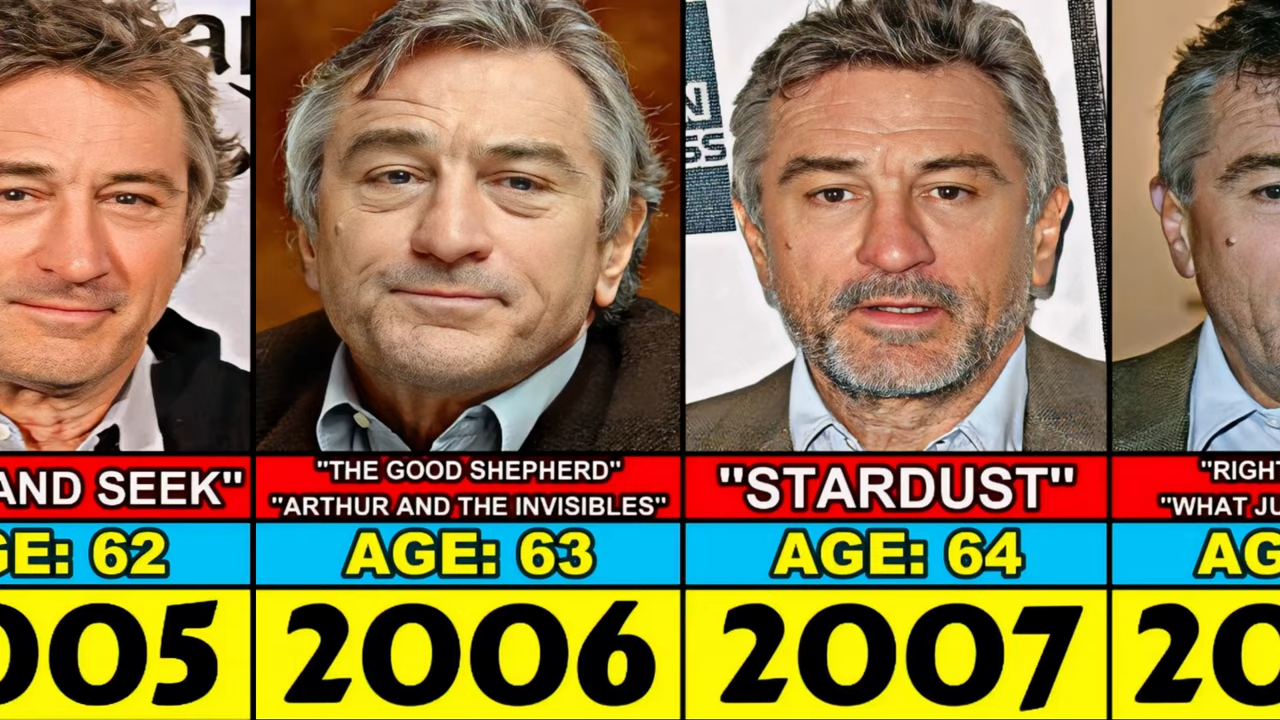 AND SEEK"
GE: 62
005
"THE GOOD SHEPHERD"
"ARTHUR AND THE INVISIBLES"
AGE: 63
2006
"STARDUST"
AGE: 64
2007
"RIGH
"WHAT JU
AG
20